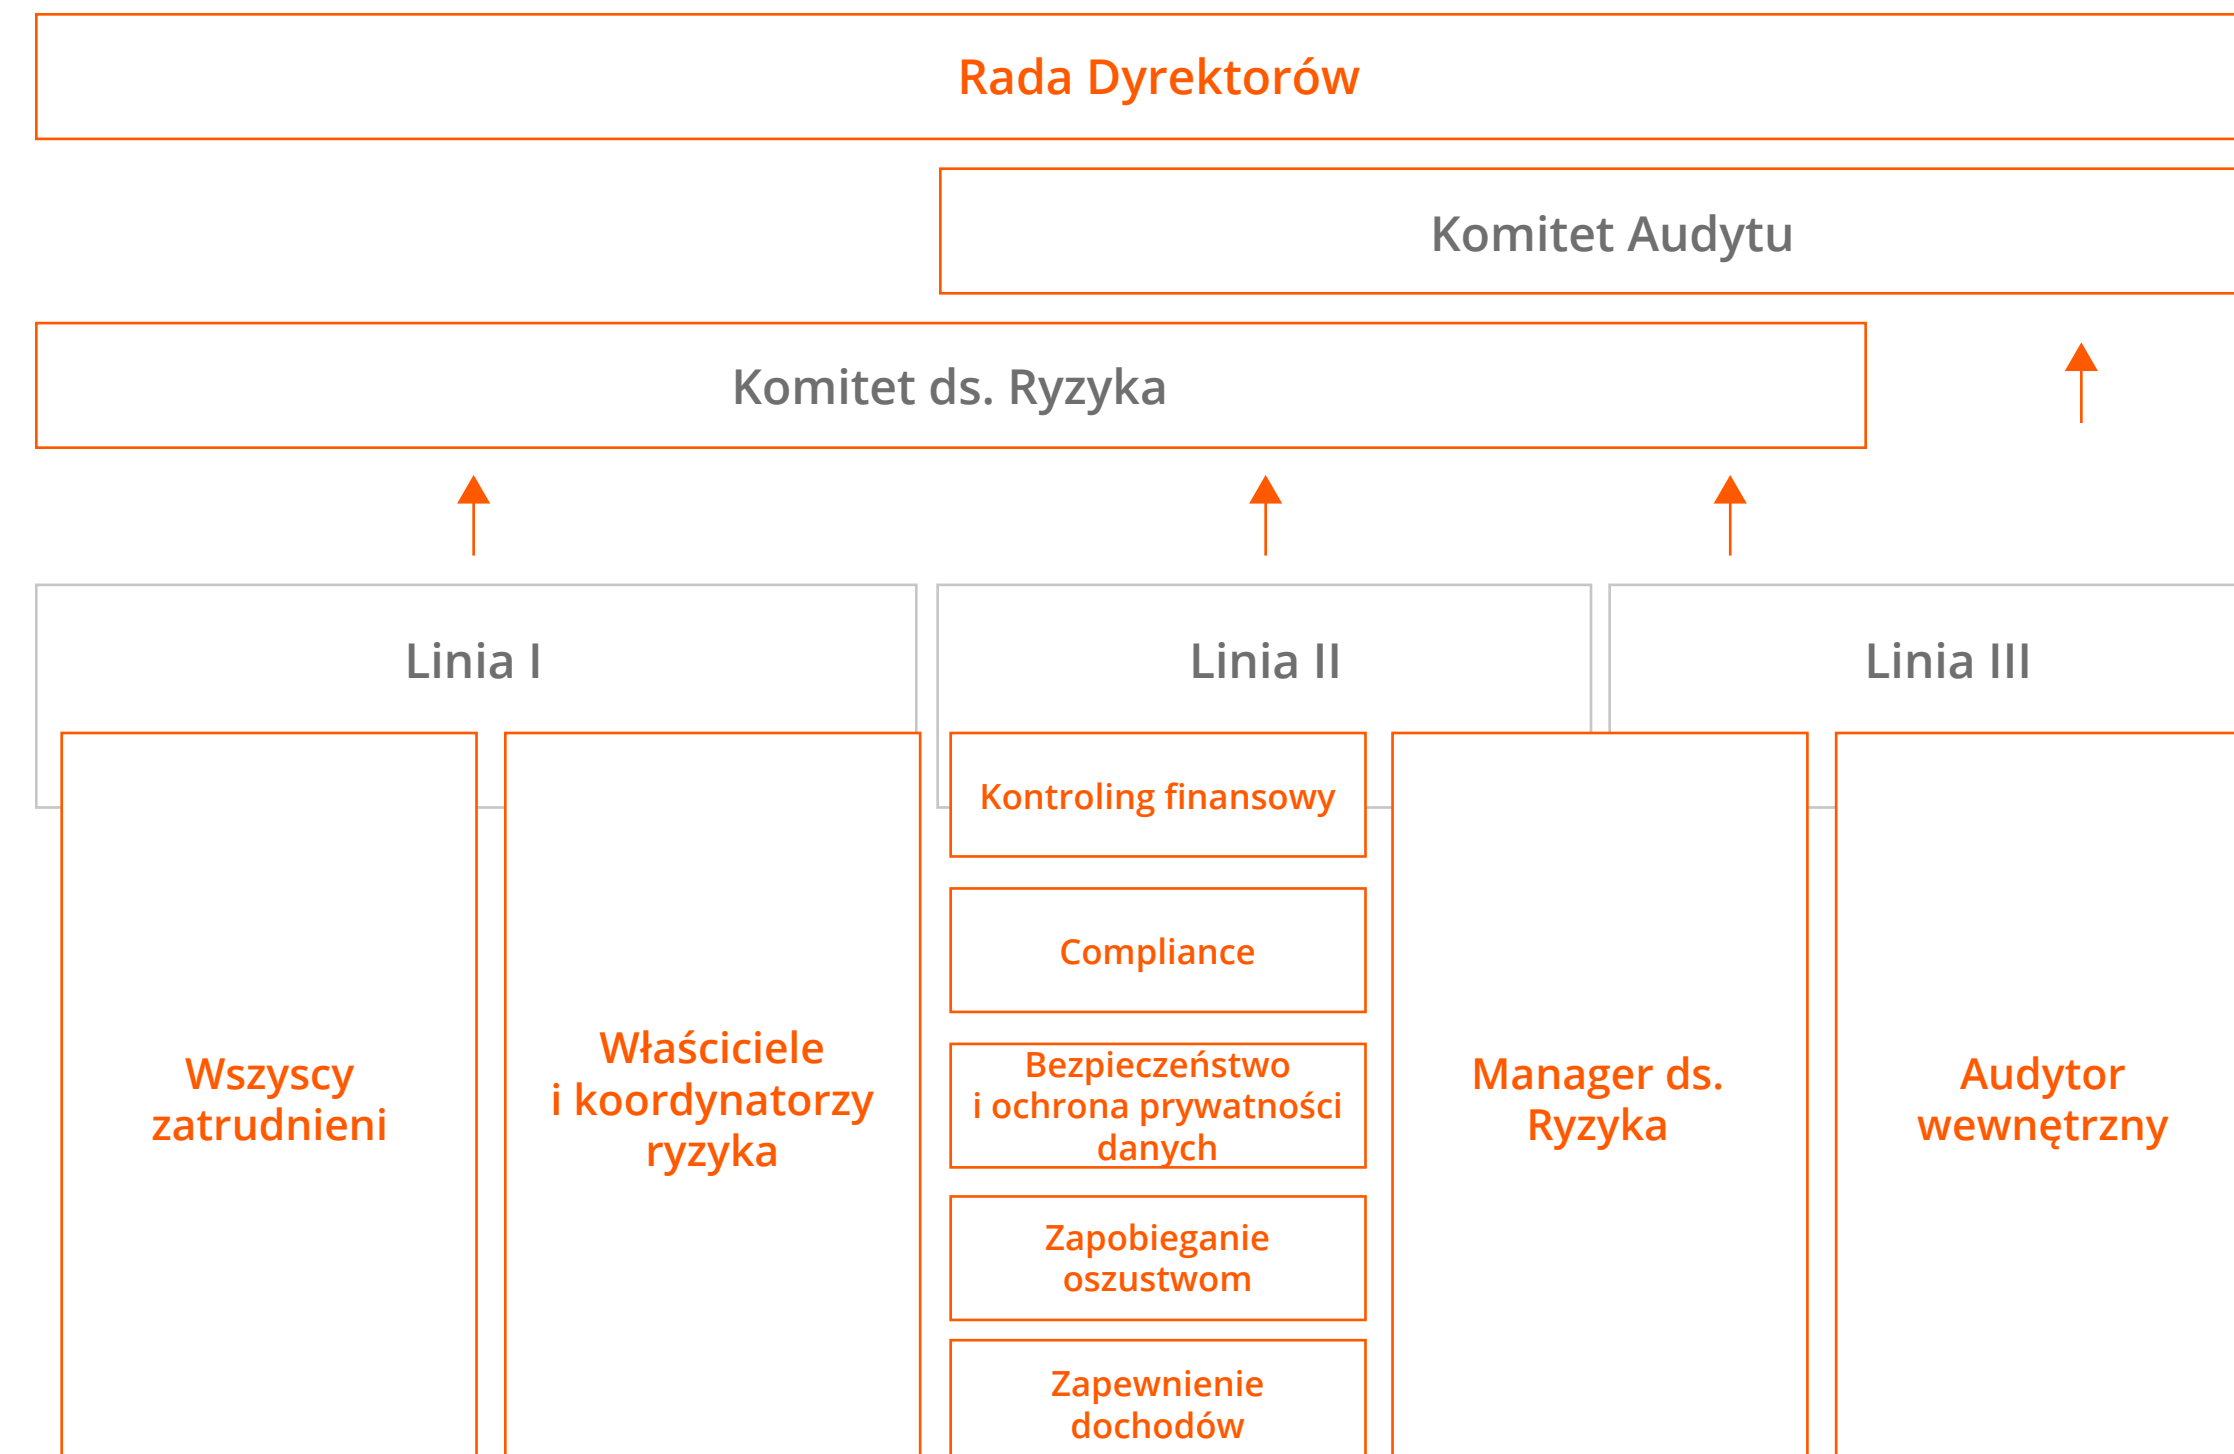 Rada Dyrektorów
Komitet Audytu
Komitet ds. Ryzyka
Linia I
Linia II
Linia III
Wszyscy
zatrudnieni
Właściciele
i koordynatorzy
ryzyka
Kontroling finansowy
Compliance
Bezpieczeństwo
i ochrona prywatności
danych
Zapobieganie
oszustwom
Zapewnienie
dochodów
Manager ds.
Ryzyka
Audytor
wewnętrzny